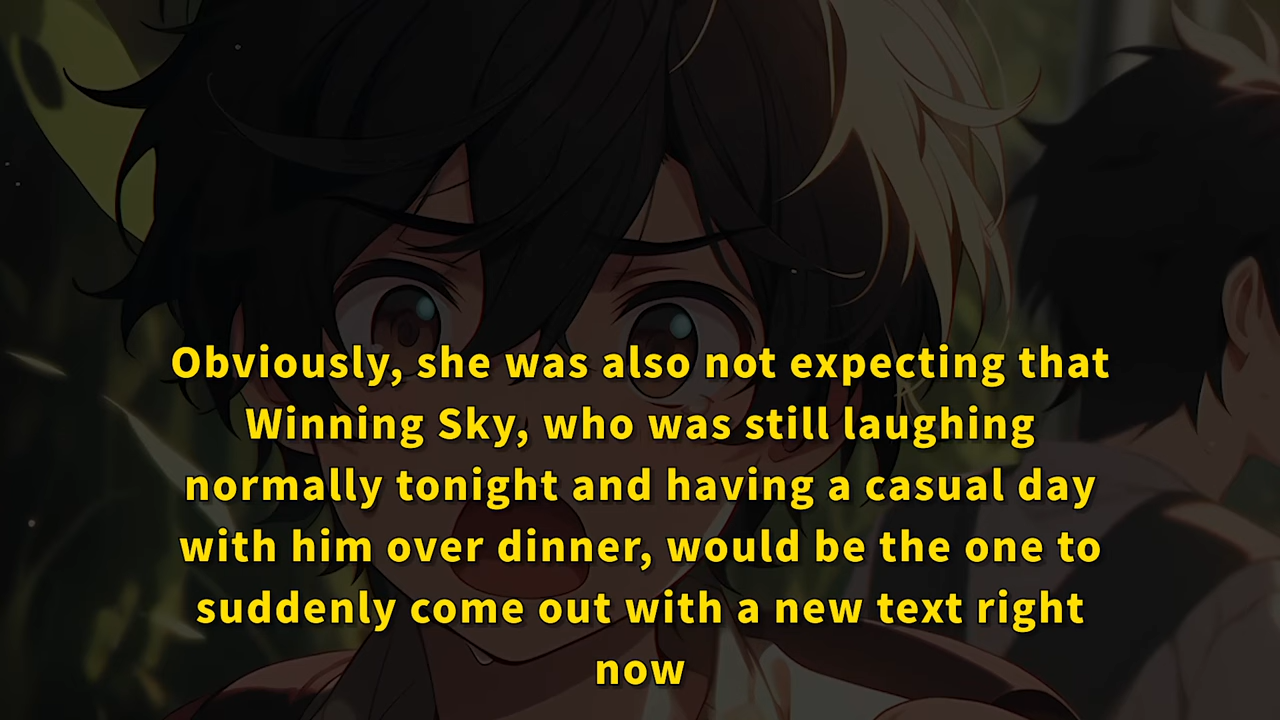 Obviously, she was also not expecting that
Winning Sky, who was still laughing
normally tonight and having a casual day
with him over dinner, would be the one to
suddenly come out with a new text right
now